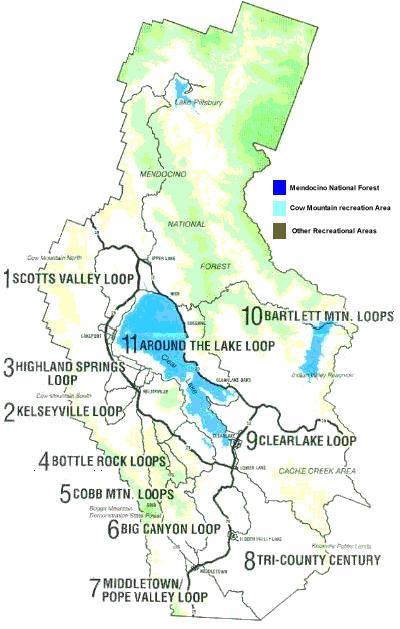 Lake Pillsbury
MENDOCINO
Mendocino National Forest
Cow Mountain recreation Area
NATIONAL
Other Recreational Areas
Cow Mountain North
UPPER LAKE
FOREST
1 SCOTTS VALLEY LOOP
NICE
10 BARTLETT MTN. LOOPS
LUCERNE
LAKEPORT
11 AROUND THE LAKE LOOP
Clear Lake
3 HIGHLAND SPRINGS
LOOP
Indian Valley Reservoir
CLEARLAKE OAKS
Cow Mountain South
KELSEYVILLE
2 KELSEYVILLE LOOP
CLEARLAKE
9 CLEARLAKE LOOP
4 BOTTLE ROCK LOOPS
LOWER LAKE
CACHE CREEK AREA
5 COBB MTN. LOOPS
COBB
Boggs Mountain
Demonstration State Forest
6 BIG CANYON LOOP
HIDDEN VALLEY LAKE
Knoxville Public Lands
8 TRI-COUNTY CENTURY
MIDDLETOWN
7 MIDDLETOWN/
POPE VALLEY LOOP